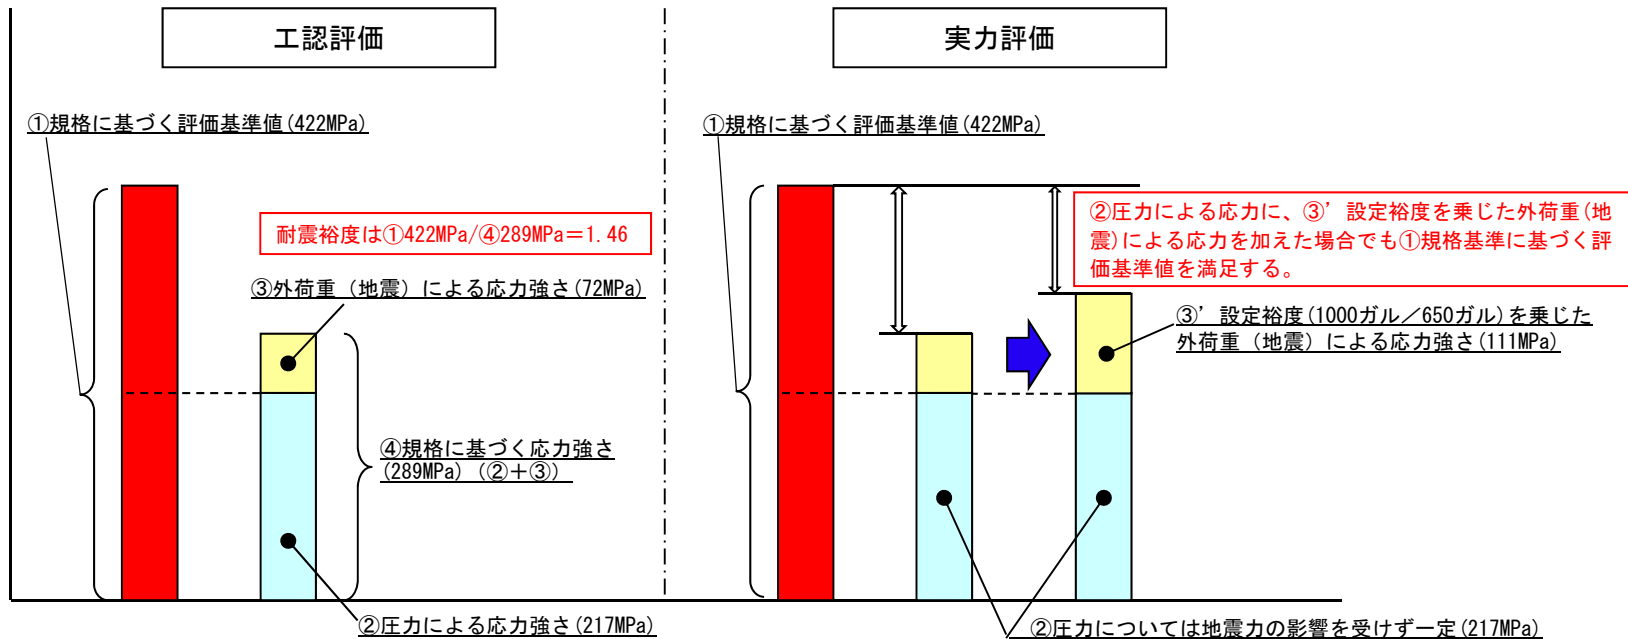 工認評価
①規格に基づく評価基準値(422MPa)
耐震裕度は①422MPa/④289MPa＝1.46
③外荷重（地震）による応力強さ(72MPa)
④規格に基づく応力強さ
(289MPa)（②＋③）
②圧力による応力強さ(217MPa)
実力評価
①規格に基づく評価基準値(422MPa)
②圧力による応力に、③’設定裕度を乗じた外荷重(地
震)による応力を加えた場合でも①規格基準に基づく評
価基準値を満足する。
③’設定裕度(1000ガル／650ガル)を乗じた
外荷重（地震）による応力強さ(111MPa)
②圧力については地震力の影響を受けず一定(217MPa)